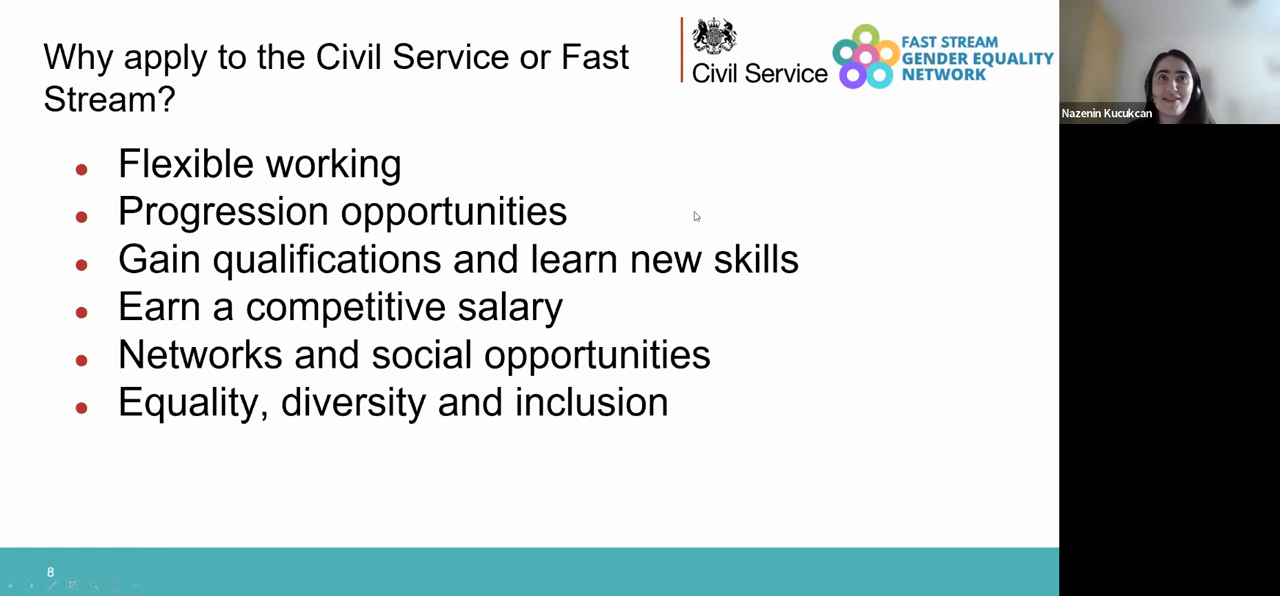 Why apply to the Civil Service or Fast
Stream?
Civil Service
FAST STREAM
GENDER EQUALITY
NETWORK
Nazenin Kucukcan
Flexible working
Progression opportunities
Gain qualifications and learn new skills
Earn a competitive salary
Networks and social opportunities
Equality, diversity and inclusion
8